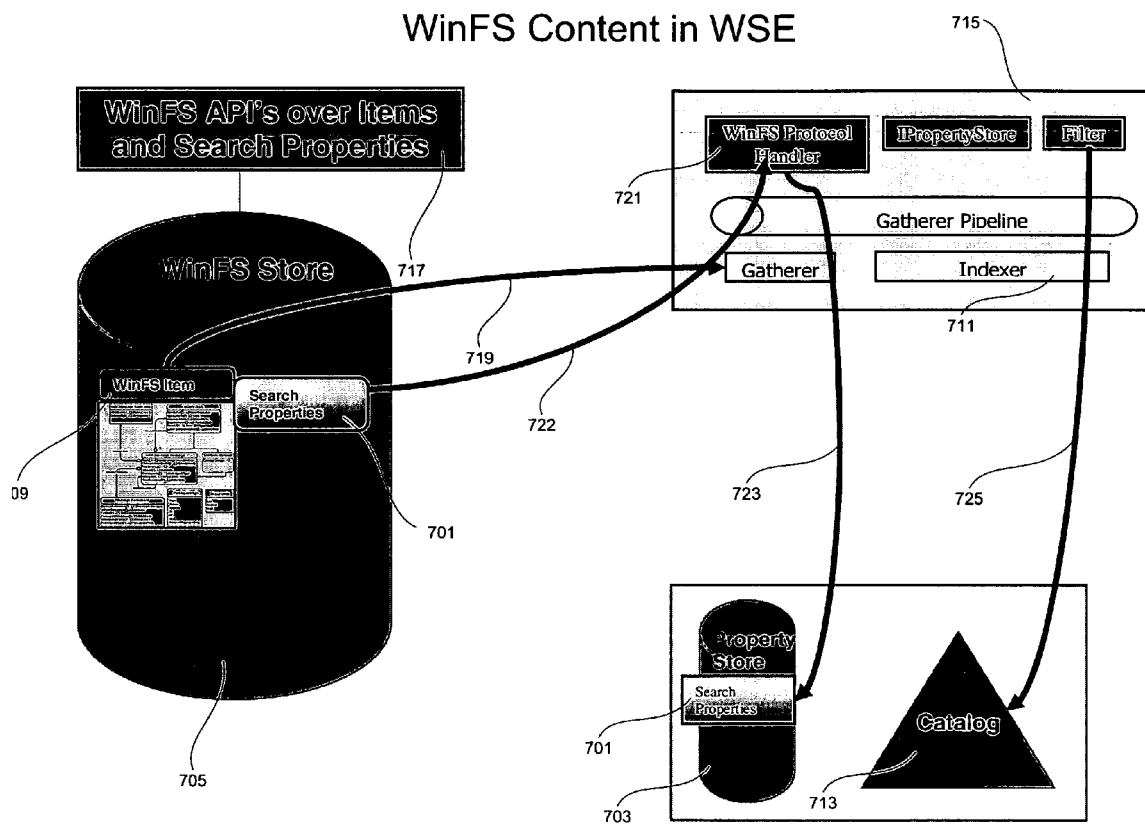 WinFS Content in WSE
715
WinFS API's over Items
and Search Properties
WinFS Protocol
Handler
IPropertyStore
Filter
721
Gatherer Pipeline
WinFS Store
717
Gatherer
Indexer
719
711
722
WinFS Item
Search
Properties
09
701
723
725
Property
Store
Search
Properties
Catalog
701
705
703
713